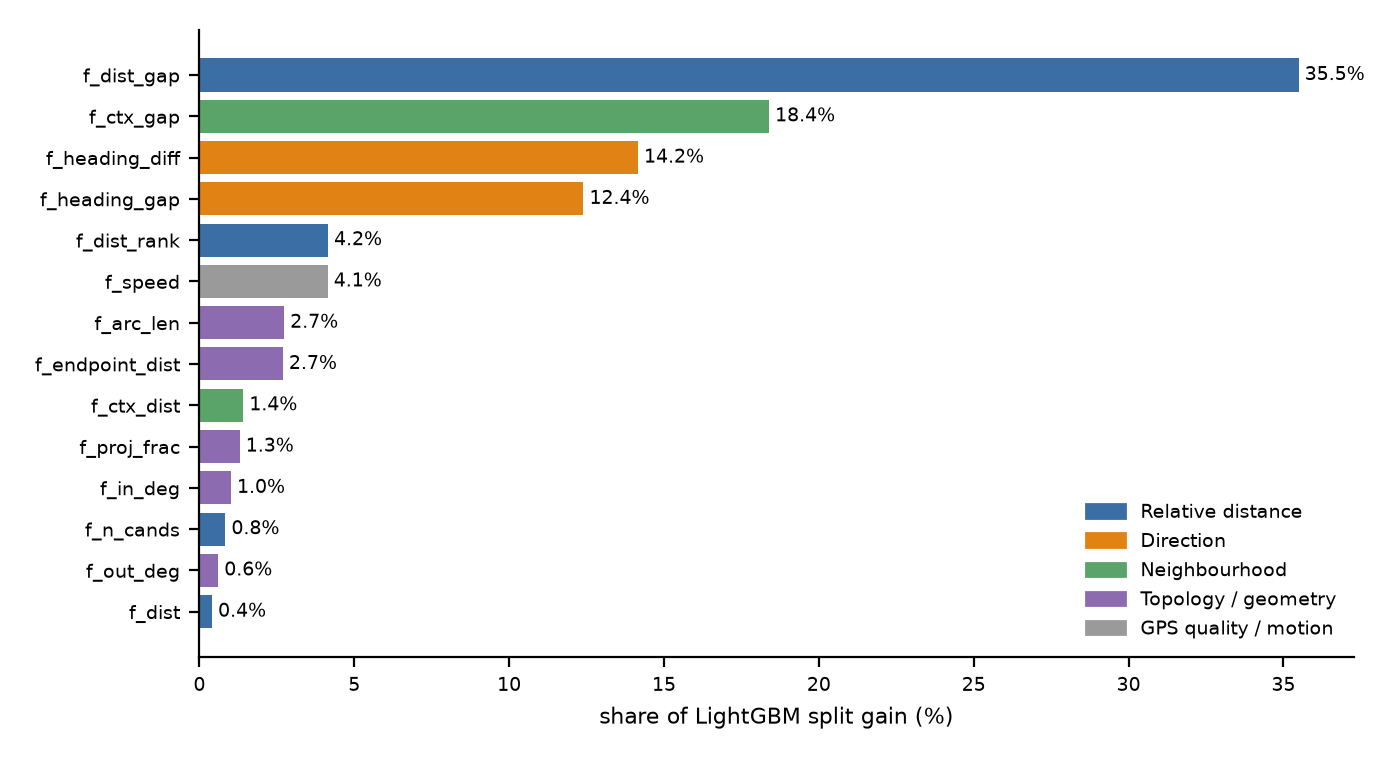 f_dist_gap 35.5%
f_ctx_gap 18.4%
f_heading_diff 14.2%
f_heading_gap 12.4%
f_dist_rank 4.2%
f_speed 4.1%
f_arc_len 2.7%
f_endpoint_dist 2.7%
f_ctx_dist 1.4%
f_proj_frac 1.3%
f_in_deg 1.0%
f_n_cands 0.8%
f_out_deg 0.6%
f_dist 0.4%
Relative distance
Direction
Neighbourhood
Topology / geometry
GPS quality / motion
0 5 10 15 20 25 30 35
share of LightGBM split gain (%)